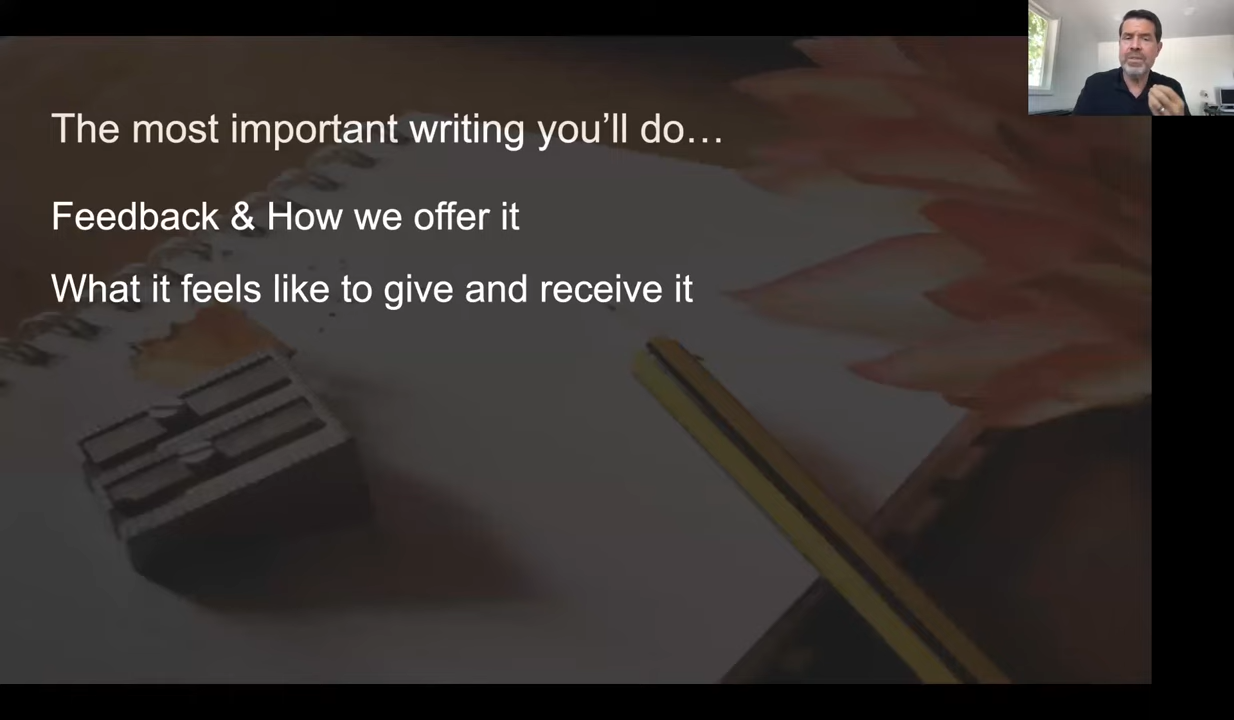 The most important writing you’ll do…
Feedback & How we offer it
What it feels like to give and receive it